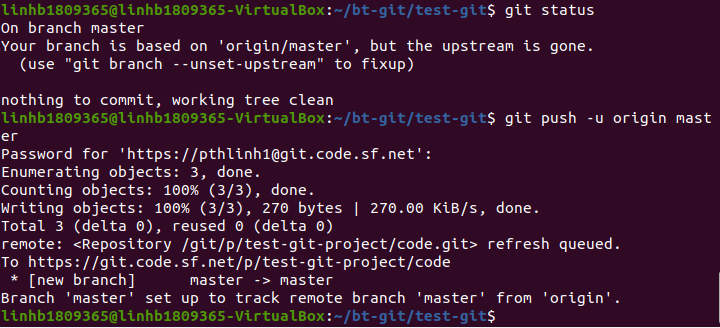 linhb1809365@linhb1809365-VirtualBox:~/bt-git/test-git$ git status
On branch master
Your branch is based on 'origin/master', but the upstream is gone.
  (use "git branch --unset-upstream" to fixup)

nothing to commit, working tree clean
linhb1809365@linhb1809365-VirtualBox:~/bt-git/test-git$ git push -u origin mast
er
Password for 'https://pthlinh1@git.code.sf.net':
Enumerating objects: 3, done.
Counting objects: 100% (3/3), done.
Writing objects: 100% (3/3), 270 bytes | 270.00 KiB/s, done.
Total 3 (delta 0), reused 0 (delta 0)
remote: <Repository /git/p/test-git-project/code.git> refresh queued.
To https://git.code.sf.net/p/test-git-project/code
 * [new branch]      master -> master
Branch 'master' set up to track remote branch 'master' from 'origin'.
linhb1809365@linhb1809365-VirtualBox:~/bt-git/test-git$